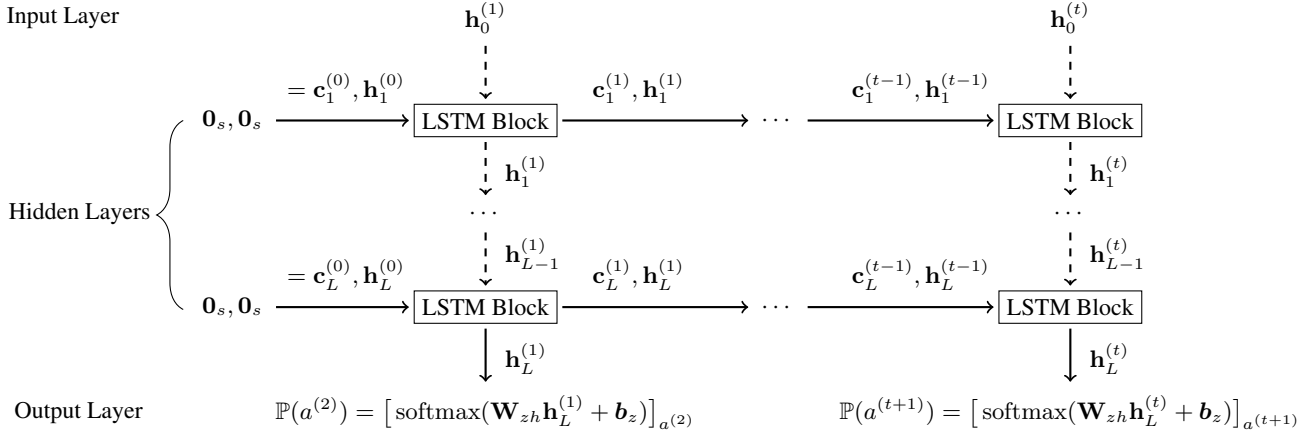 Input Layer h_0^{(1)} h_0^{(t)}
= c_1^{(0)}, h_1^{(0)} c_1^{(1)}, h_1^{(1)} c_1^{(t−1)}, h_1^{(t−1)}
0_s, 0_s LSTM Block ··· LSTM Block
h_1^{(1)} h_1^{(t)}
Hidden Layers ··· ···
h_{L−1}^{(1)} h_{L−1}^{(t)}
= c_L^{(0)}, h_L^{(0)} c_L^{(1)}, h_L^{(1)} c_L^{(t−1)}, h_L^{(t−1)}
0_s, 0_s LSTM Block ··· LSTM Block
h_L^{(1)} h_L^{(t)}
Output Layer ℙ(a^{(2)}) = [ softmax(W_{zh} h_L^{(1)} + b_z) ]_{a^{(2)}} ℙ(a^{(t+1)}) = [ softmax(W_{zh} h_L^{(t)} + b_z) ]_{a^{(t+1)}}